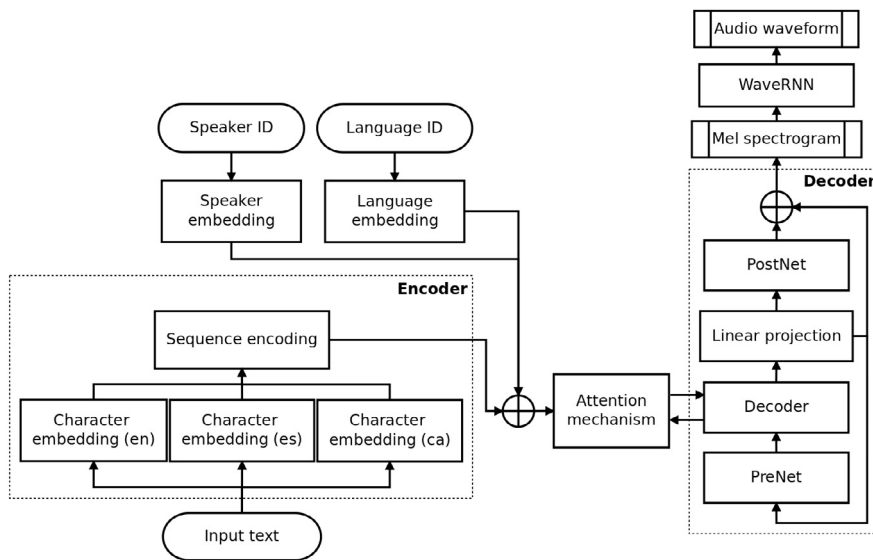 Audio waveform
WaveRNN
Mel spectrogram
Speaker ID
Language ID
Decoder
Speaker
embedding
Language
embedding
PostNet
Encoder
Sequence encoding
Linear projection
Character
embedding (en)
Character
embedding (es)
Character
embedding (ca)
Attention
mechanism
Decoder
PreNet
Input text